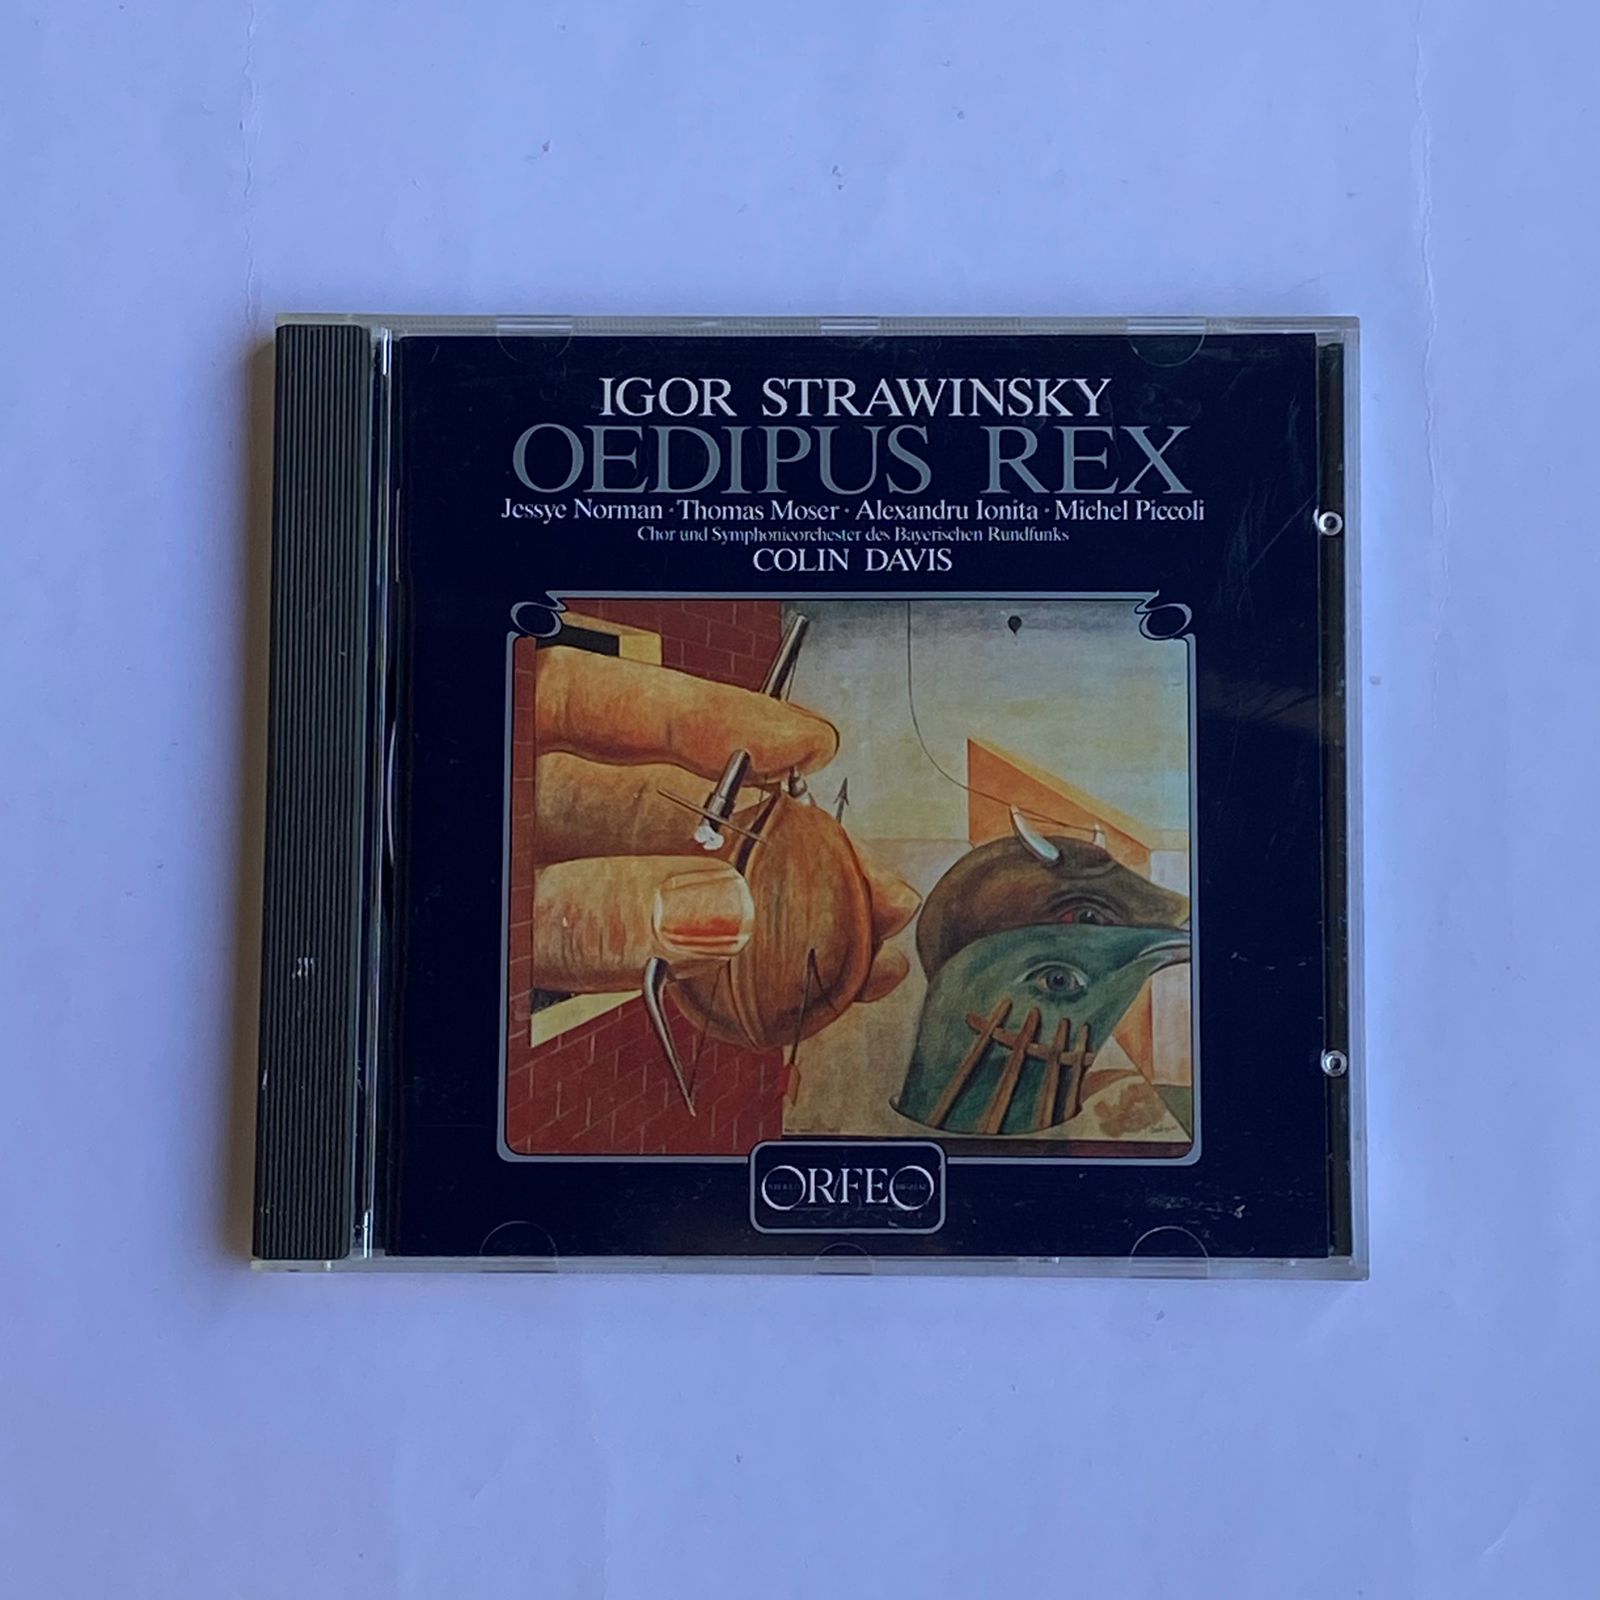 IGOR STRAWINSKY
OEDIPUS REX
Jessye Norman · Thomas Moser · Alexandru Ionita · Michel Piccoli
Chor und Symphonieorchester des Bayerischen Rundfunks
COLIN DAVIS
ORFEO